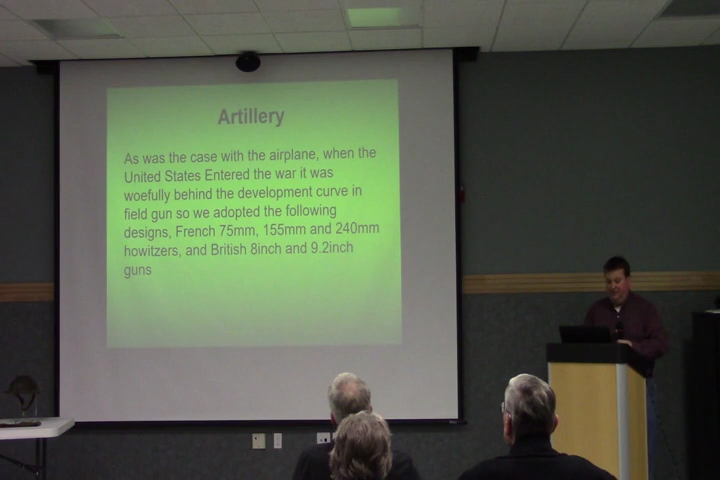 Artillery
As was the case with the airplane, when the
United States Entered the war it was
woefully behind the development curve in
field gun so we adopted the following
designs, French 75mm, 155mm and 240mm
howitzers, and British 8inch and 9.2inch
guns